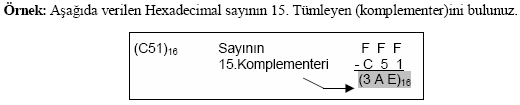 Örnek: Aşağıda verilen Hexadecimal sayının 15. Tümleyen (komplementer)ini bulunuz.
(C51)16 Sayının F F F
15.Komplementeri - C 5 1
(3 A E)16